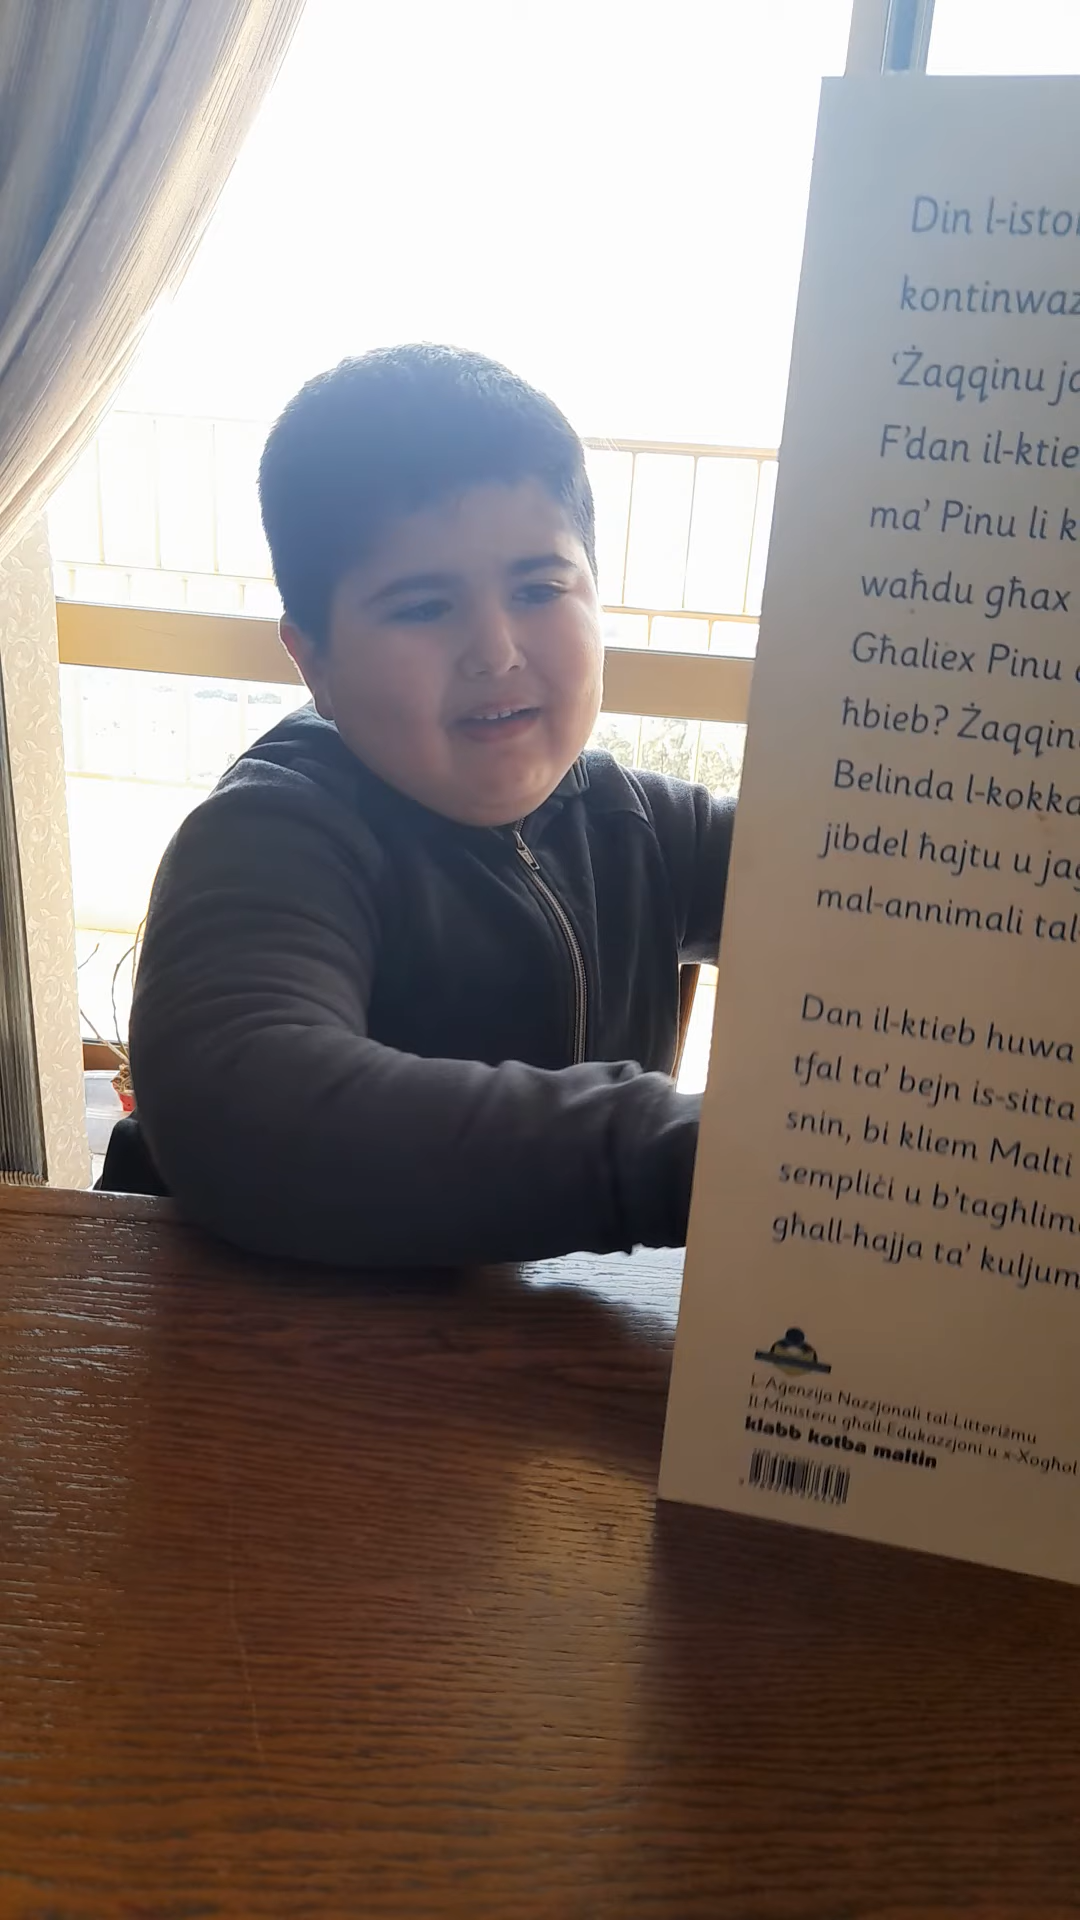 Din l-istor
kontinwaz
‘Żaqqinu ja
F’dan il-ktie
ma’ Pinu li k
waħdu għax
Għaliex Pinu
ħbieb? Żaqqin
Belinda l-kokka
jibdel ħajtu u jag
mal-annimali tal-
Dan il-ktieb huwa
tfal ta’ bejn is-sitta
snin, bi kliem Malti
sempliċi u b’tagħlim
għall-ħajja ta’ kuljum
L-Aġenzija Nazzjonali tal-Litteriżmu
Il-Ministeru għall-Edukazzjoni u x-Xogħol
klabb kotba maltin